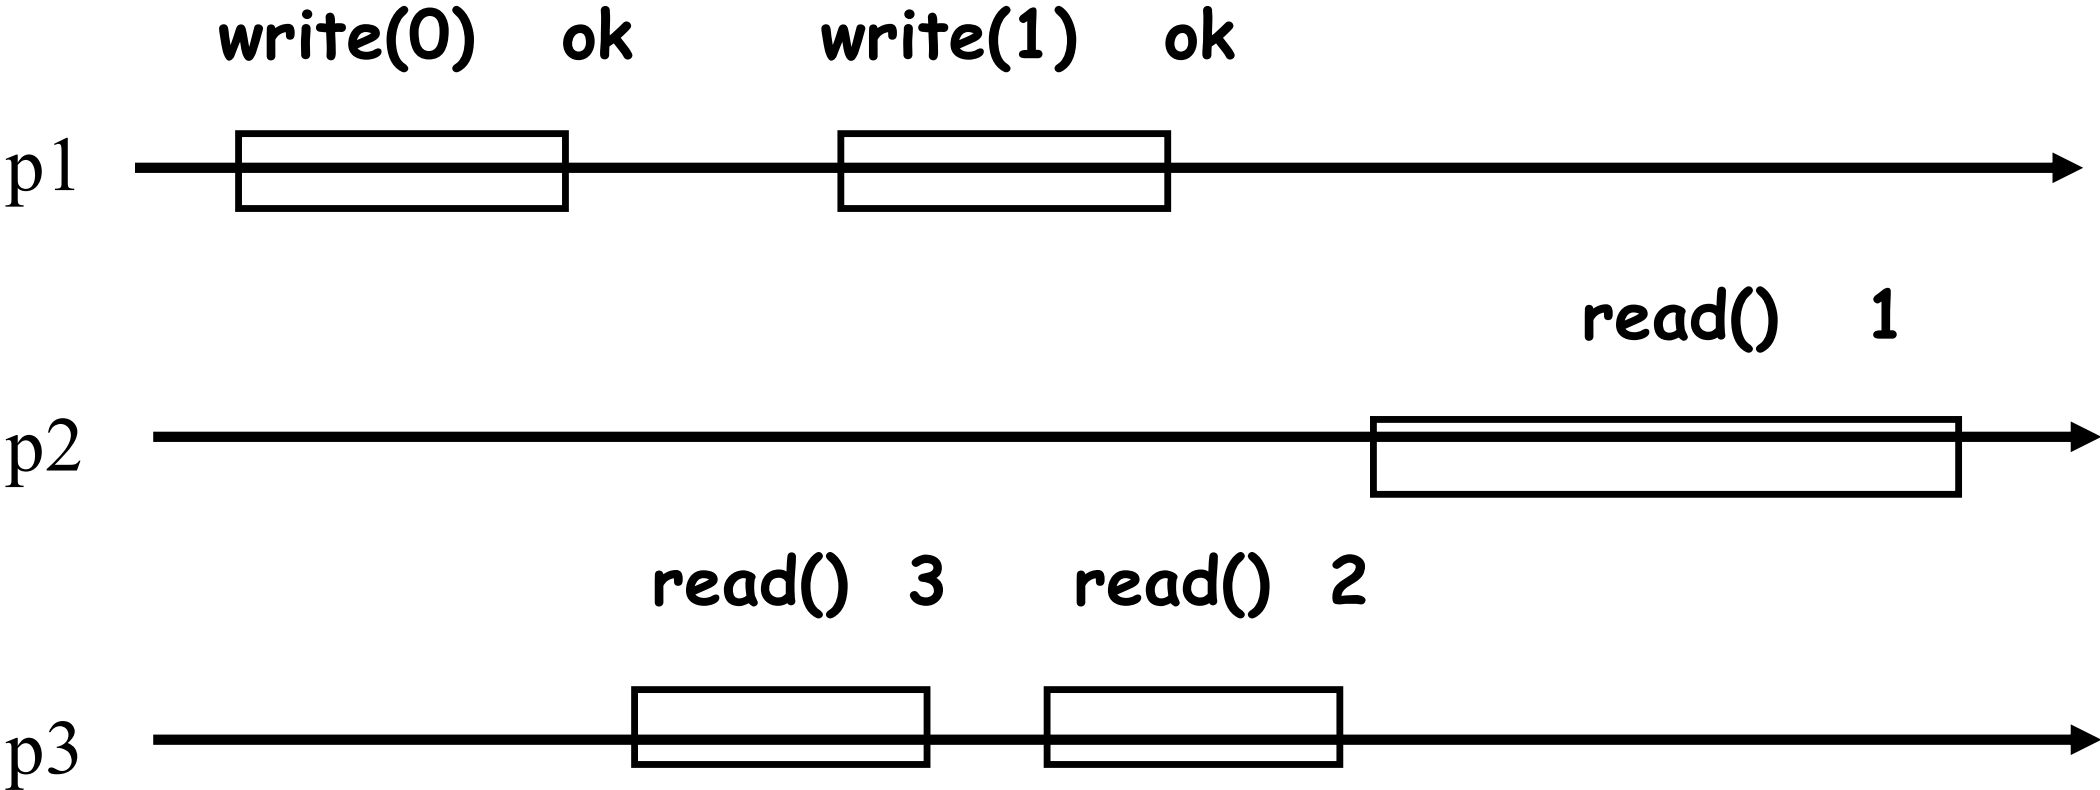 write(0) ok write(1) ok
p1
read() 1
p2
read() 3 read() 2
p3